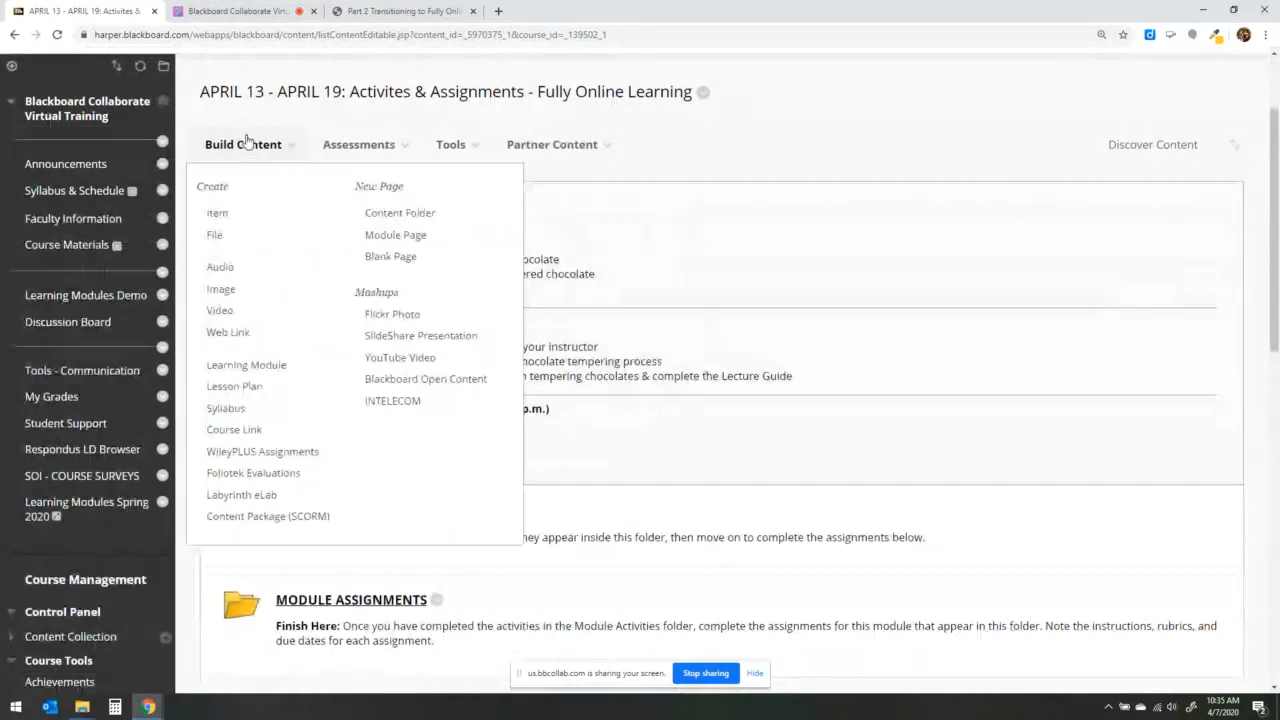 APRIL 13 - APRIL 19: Activites &
Blackboard Collaborate Virtu
Part 2 Transitioning to Fully Onli
harper.blackboard.com/webapps/blackboard/content/listContentEditable.jsp?content_id=_5970375_1&course_id=_139502_1
Blackboard Collaborate
Virtual Training
Announcements
Syllabus & Schedule
Faculty Information
Course Materials
Learning Modules Demo
Discussion Board
Tools - Communication
My Grades
Student Support
Respondus LD Browser
SOI - COURSE SURVEYS
Learning Modules Spring
2020
Course Management
Control Panel
Content Collection
Course Tools
Achievements
APRIL 13 - APRIL 19: Activites & Assignments - Fully Online Learning
Build Content
Assessments
Tools
Partner Content
Discover Content
Create
Item
File
Audio
Image
Video
Web Link
Learning Module
Lesson Plan
Syllabus
Course Link
WileyPLUS Assignments
Foliotek Evaluations
Labyrinth eLab
Content Package (SCORM)
New Page
Content Folder
Module Page
Blank Page
Mashups
Flickr Photo
SlideShare Presentation
YouTube Video
Blackboard Open Content
INTELECOM
ocolate
ered chocolate
your instructor
hocolate tempering process
n tempering chocolates & complete the Lecture Guide
p.m.)
hey appear inside this folder, then move on to complete the assignments below.
MODULE ASSIGNMENTS
Finish Here: Once you have completed the activities in the Module Activities folder, complete the assignments for this module that appear in this folder. Note the instructions, rubrics, and
due dates for each assignment.
us.bbcollab.com is sharing your screen.
Stop sharing
Hide
10:35 AM
4/7/2020